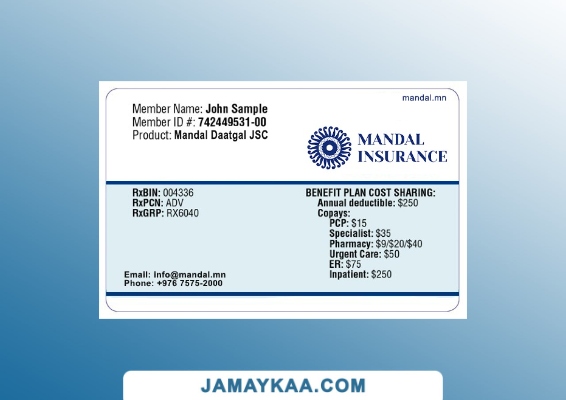 mandal.mn
Member Name: John Sample
Member ID #: 742449531-00
Product: Mandal Daatgal JSC
MANDAL
INSURANCE
RxBIN: 004336
RxPCN: ADV
RxGRP: RX6040
BENEFIT PLAN COST SHARING:
Annual deductible: $250
Copays:
PCP: $15
Specialist: $35
Pharmacy: $9/$20/$40
Urgent Care: $50
ER: $75
Inpatient: $250
Email: Info@mandal.mn
Phone: +976 7575-2000
JAMAYKAA.COM